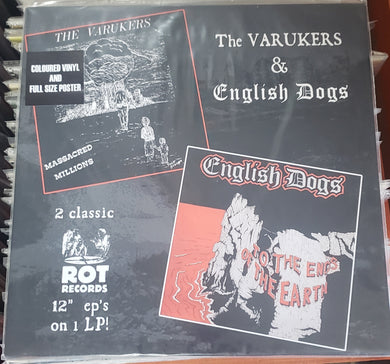 THE VARUKERS
COLOURED VINYL
AND
FULL SIZE POSTER
MASSACRED
MILLIONS
The VARUKERS
&
English Dogs
English Dogs
TO THE ENDS
OF THE EARTH
2 classic
ROT
RECORDS
12" ep's
on 1 LP!